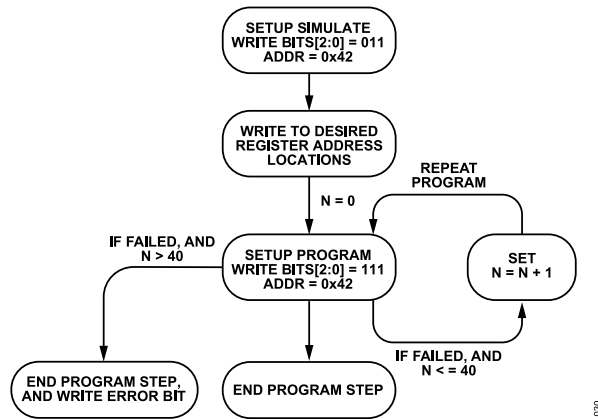 SETUP SIMULATE
WRITE BITS[2:0] = 011
ADDR = 0x42
WRITE TO DESIRED
REGISTER ADDRESS
LOCATIONS
REPEAT
PROGRAM
N = 0
IF FAILED, AND
N > 40
SETUP PROGRAM
WRITE BITS[2:0] = 111
ADDR = 0x42
SET
N = N + 1
IF FAILED, AND
N < = 40
END PROGRAM STEP,
AND WRITE ERROR BIT
END PROGRAM STEP
030